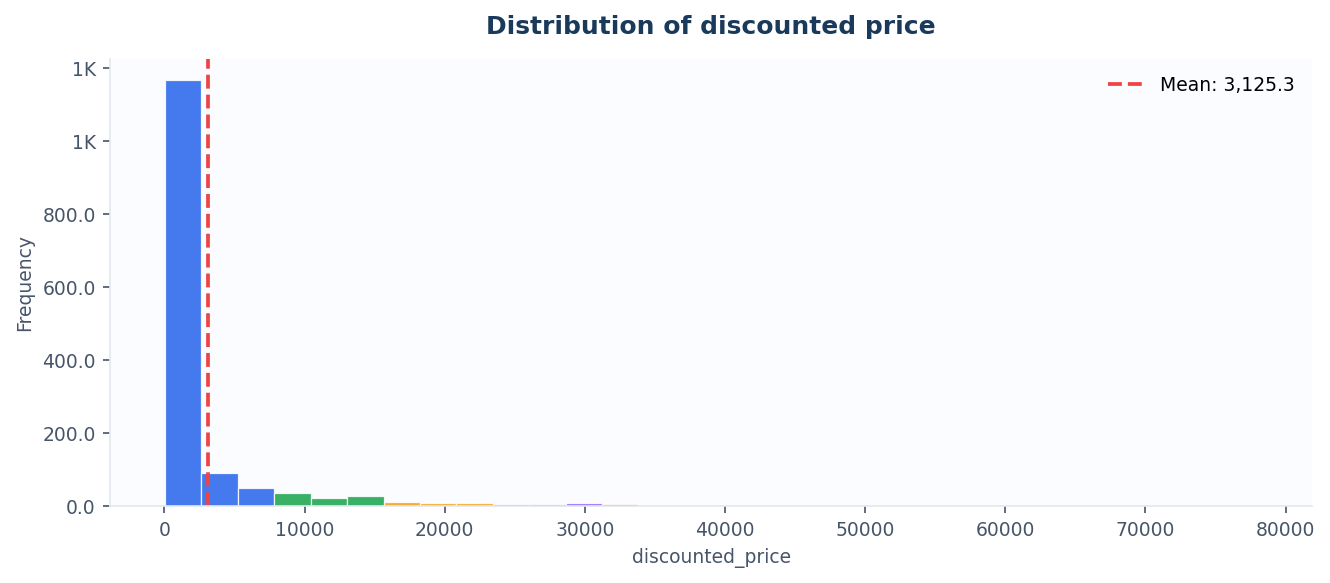 Distribution of discounted price
Mean: 3,125.3
Frequency
1K
1K
800.0
600.0
400.0
200.0
0.0
0 10000 20000 30000 40000 50000 60000 70000 80000
discounted_price